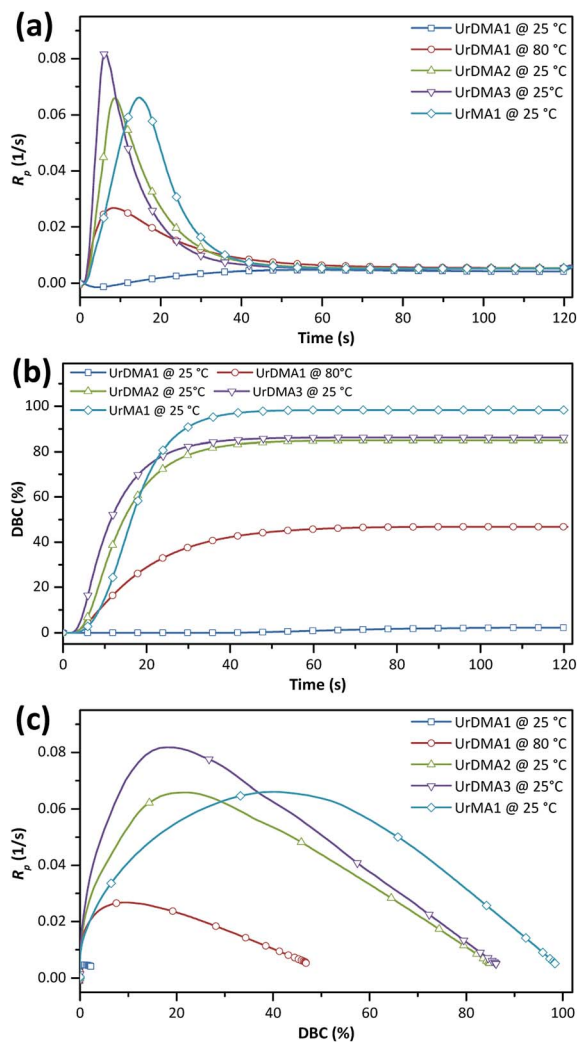 (a)
UrDMA1 @ 25 °C
UrDMA1 @ 80 °C
UrDMA2 @ 25 °C
UrDMA3 @ 25°C
UrMA1 @ 25 °C
0.08
0.06
0.04
0.02
0.00
Rp (1/s)
0 20 40 60 80 100 120
Time (s)
(b)
UrDMA1 @ 25 °C UrDMA1 @ 80°C
UrDMA2 @ 25°C UrDMA3 @ 25 °C
UrMA1 @ 25 °C
100
80
60
40
20
0
DBC (%)
0 20 40 60 80 100 120
Time (s)
(c)
UrDMA1 @ 25 °C
UrDMA1 @ 80 °C
UrDMA2 @ 25 °C
UrDMA3 @ 25°C
UrMA1 @ 25 °C
0.08
0.06
0.04
0.02
0.00
Rp (1/s)
0 20 40 60 80 100
DBC (%)